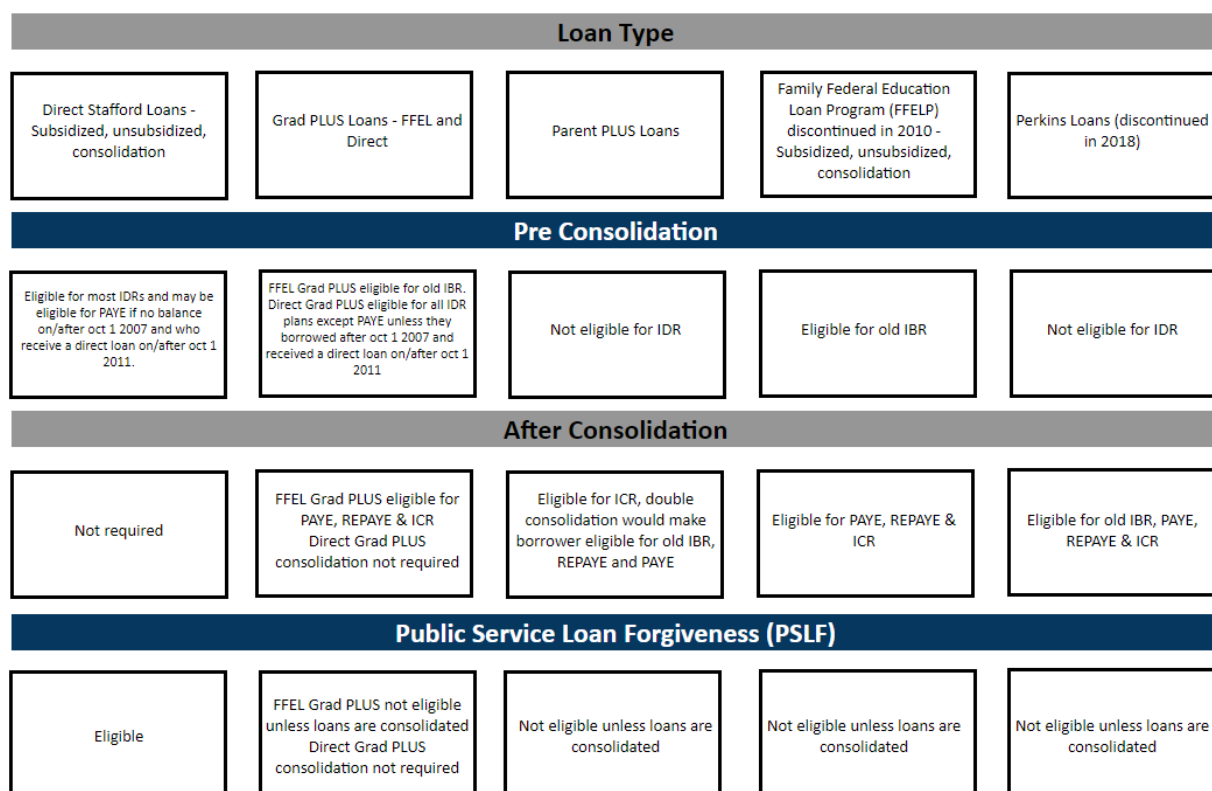 Loan Type
Direct Stafford Loans -
Subsidized, unsubsidized,
consolidation
Grad PLUS Loans - FFEL and
Direct
Parent PLUS Loans
Family Federal Education
Loan Program (FFELP)
discontinued in 2010 -
Subsidized, unsubsidized,
consolidation
Perkins Loans (discontinued
in 2018)
Pre Consolidation
Eligible for most IDRs and may be
eligible for PAYE if no balance
on/after oct 1 2007 and who
receive a direct loan on/after oct 1
2011.
FFEL Grad PLUS eligible for old IBR.
Direct Grad PLUS eligible for all IDR
plans except PAYE unless they
borrowed after oct 1 2007 and
received a direct loan on/after oct 1
2011
Not eligible for IDR
Eligible for old IBR
Not eligible for IDR
After Consolidation
Not required
FFEL Grad PLUS eligible for
PAYE, REPAYE & ICR
Direct Grad PLUS
consolidation not required
Eligible for ICR, double
consolidation would make
borrower eligible for old IBR,
REPAYE and PAYE
Eligible for PAYE, REPAYE &
ICR
Eligible for old IBR, PAYE,
REPAYE & ICR
Public Service Loan Forgiveness (PSLF)
Eligible
FFEL Grad PLUS not eligible
unless loans are consolidated
Direct Grad PLUS
consolidation not required
Not eligible unless loans are
consolidated
Not eligible unless loans are
consolidated
Not eligible unless loans are
consolidated